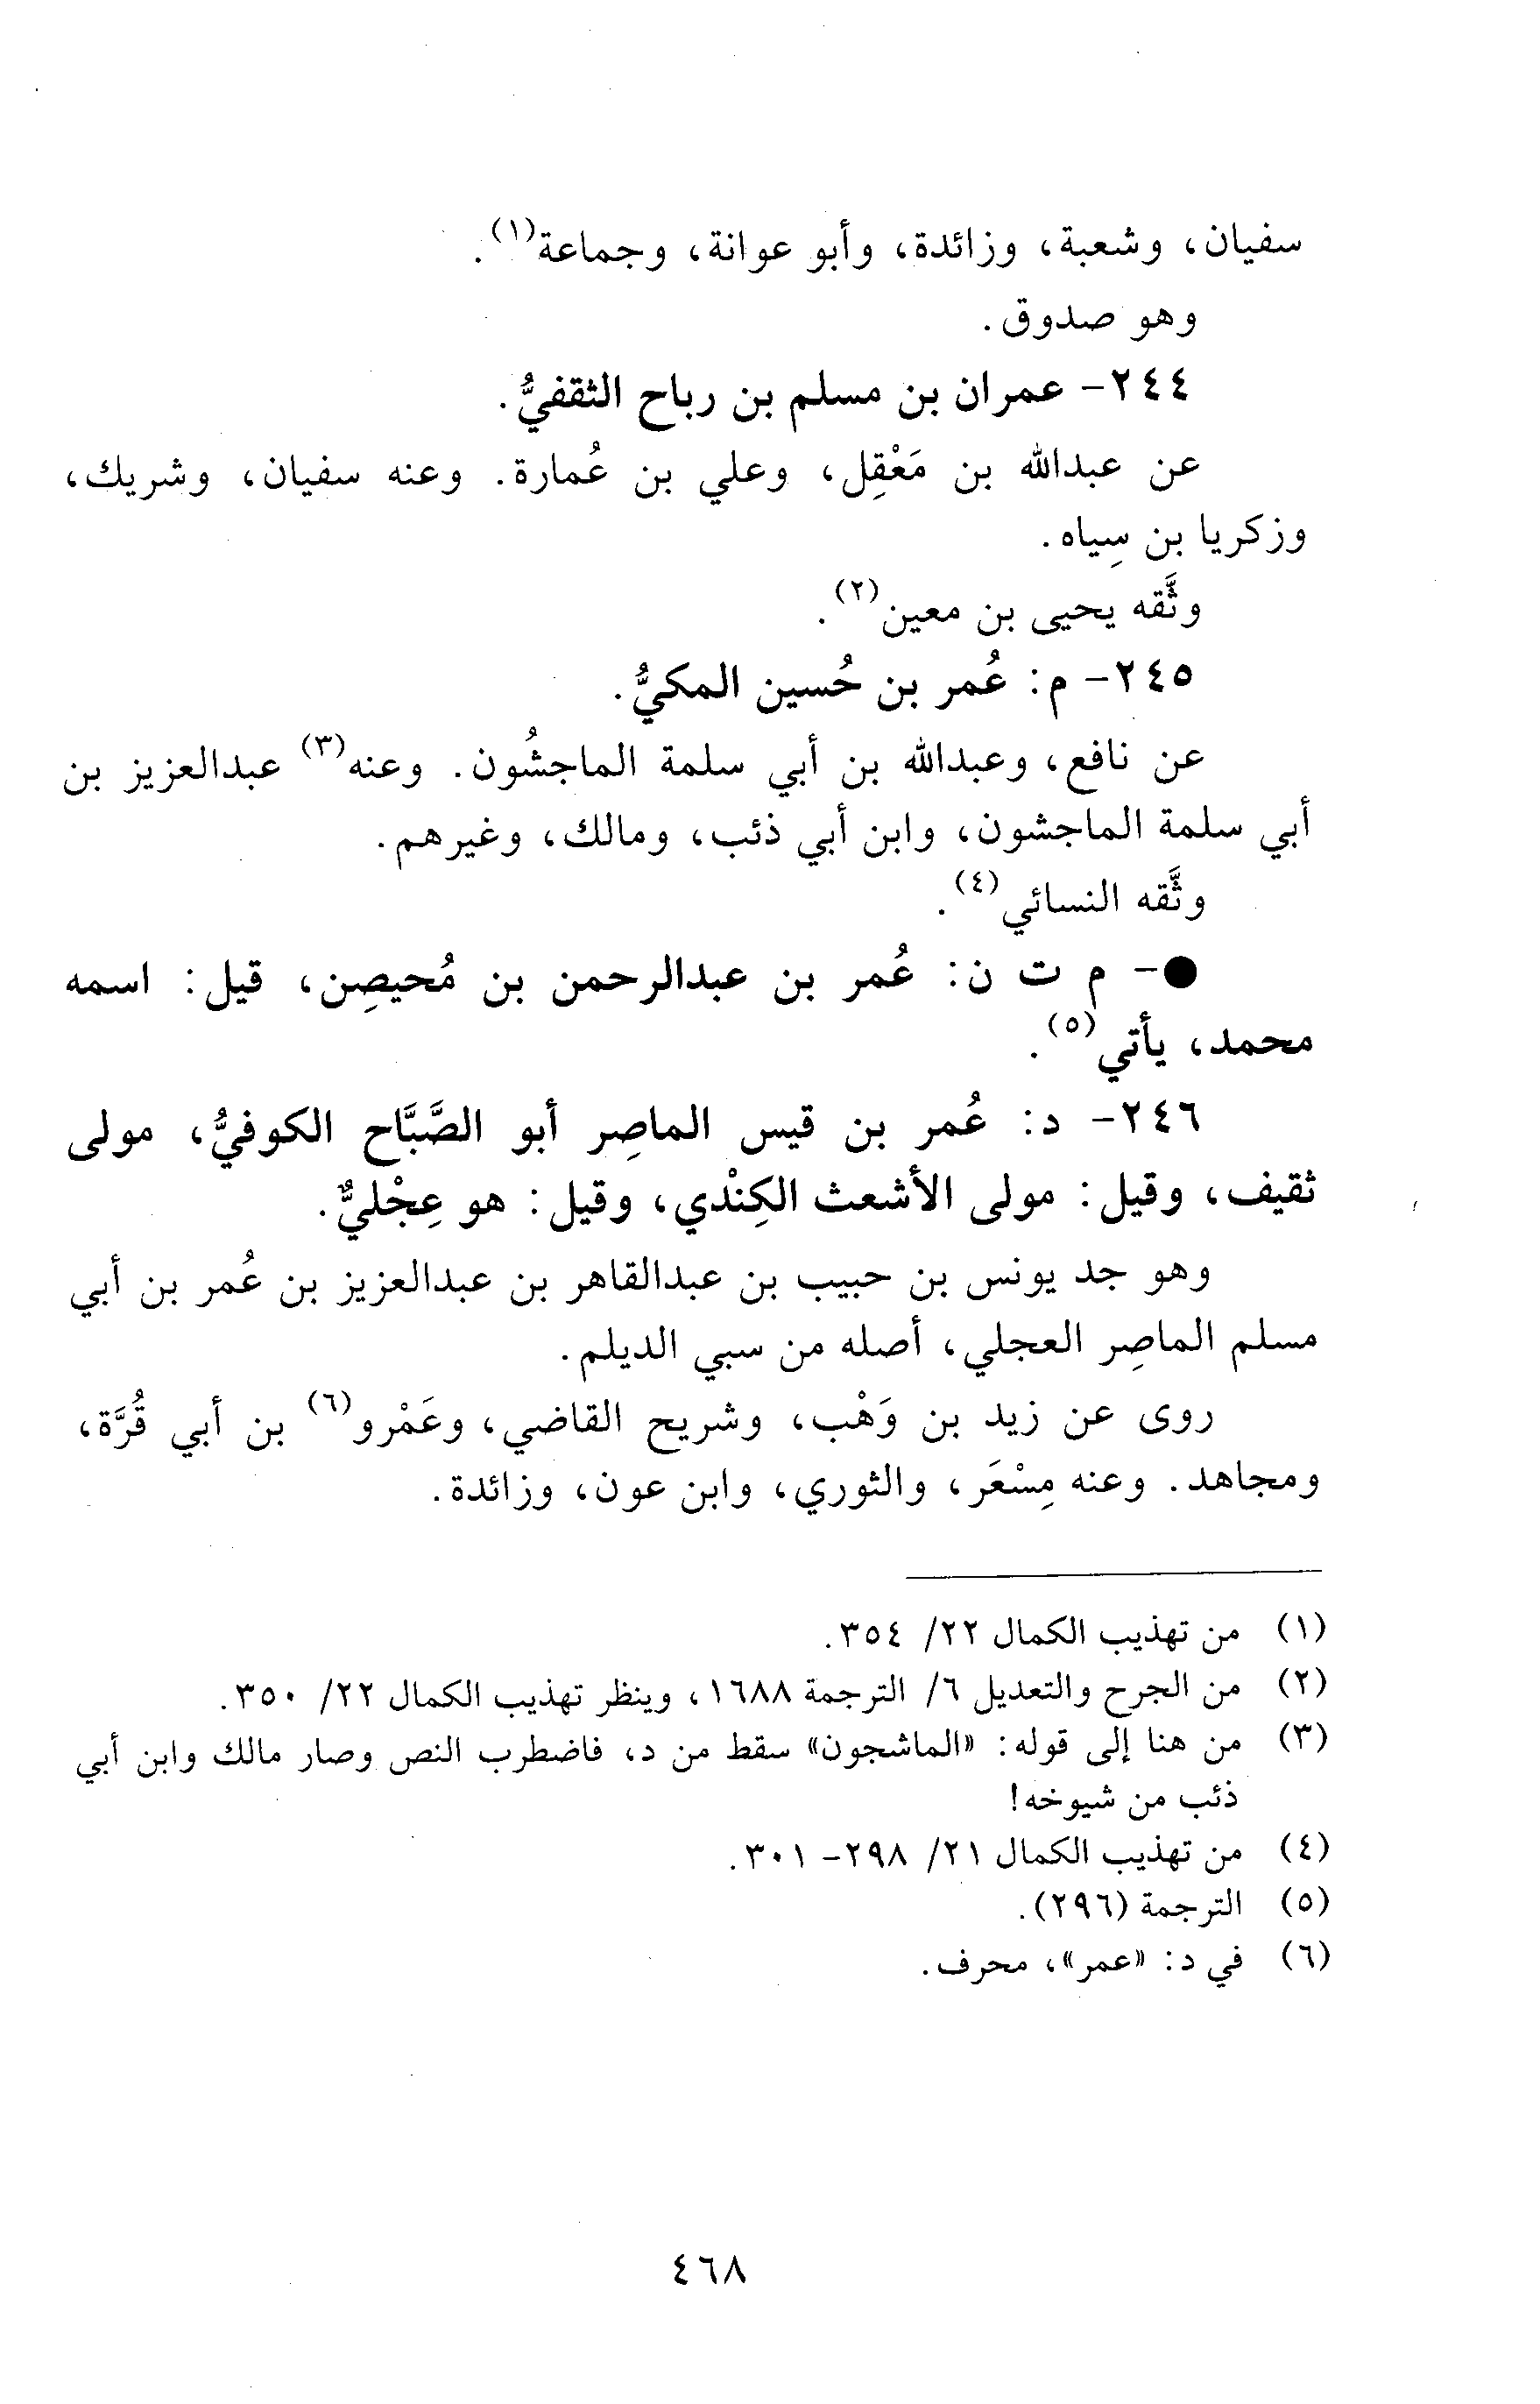 سفيان، وشعبة، وزائدة، وأبو عوانة، وجماعة(١).
وهو صدوق.
٢٤٤- عمران بن مسلم بن رباح الثقفيُّ.
عن عبدالله بن مَعْقِل، وعلي بن عُمارة. وعنه سفيان، وشريك،
وزكريا بن سِياه.
وثَّقه يحيى بن معين(٢).
٢٤٥- م: عُمر بن حُسين المكيُّ.
عن نافع، وعبدالله بن أبي سلمة الماجشُون. وعنه(٣) عبدالعزيز بن
أبي سلمة الماجشون، وابن أبي ذئب، ومالك، وغيرهم.
وثَّقه النسائي(٤).
●- م ت ن: عُمر بن عبدالرحمن بن مُحيصِن، قيل: اسمه
محمد، يأتي(٥).
٢٤٦- د: عُمر بن قيس الماصِر أبو الصَّبَّاح الكوفيُّ، مولى
ثقيف، وقيل: مولى الأشعث الكِنْدي، وقيل: هو عِجْليٌّ.
وهو جد يونس بن حبيب بن عبدالقاهر بن عبدالعزيز بن عُمر بن أبي
مسلم الماصِر العجلي، أصله من سبي الديلم.
روى عن زيد بن وَهْب، وشريح القاضي، وعَمْرو(٦) بن أبي قُرَّة،
ومجاهد. وعنه مِسْعَر، والثوري، وابن عون، وزائدة.
(١) من تهذيب الكمال ٢٢/ ٣٥٤.
(٢) من الجرح والتعديل ٦/ الترجمة ١٦٨٨، وينظر تهذيب الكمال ٢٢/ ٣٥٠.
(٣) من هنا إلى قوله: «الماشجون» سقط من د، فاضطرب النص وصار مالك وابن أبي
ذئب من شيوخه!
(٤) من تهذيب الكمال ٢١/ ٢٩٨- ٣٠١.
(٥) الترجمة (٢٩٦).
(٦) في د: «عمر»، محرف.
٤٦٨